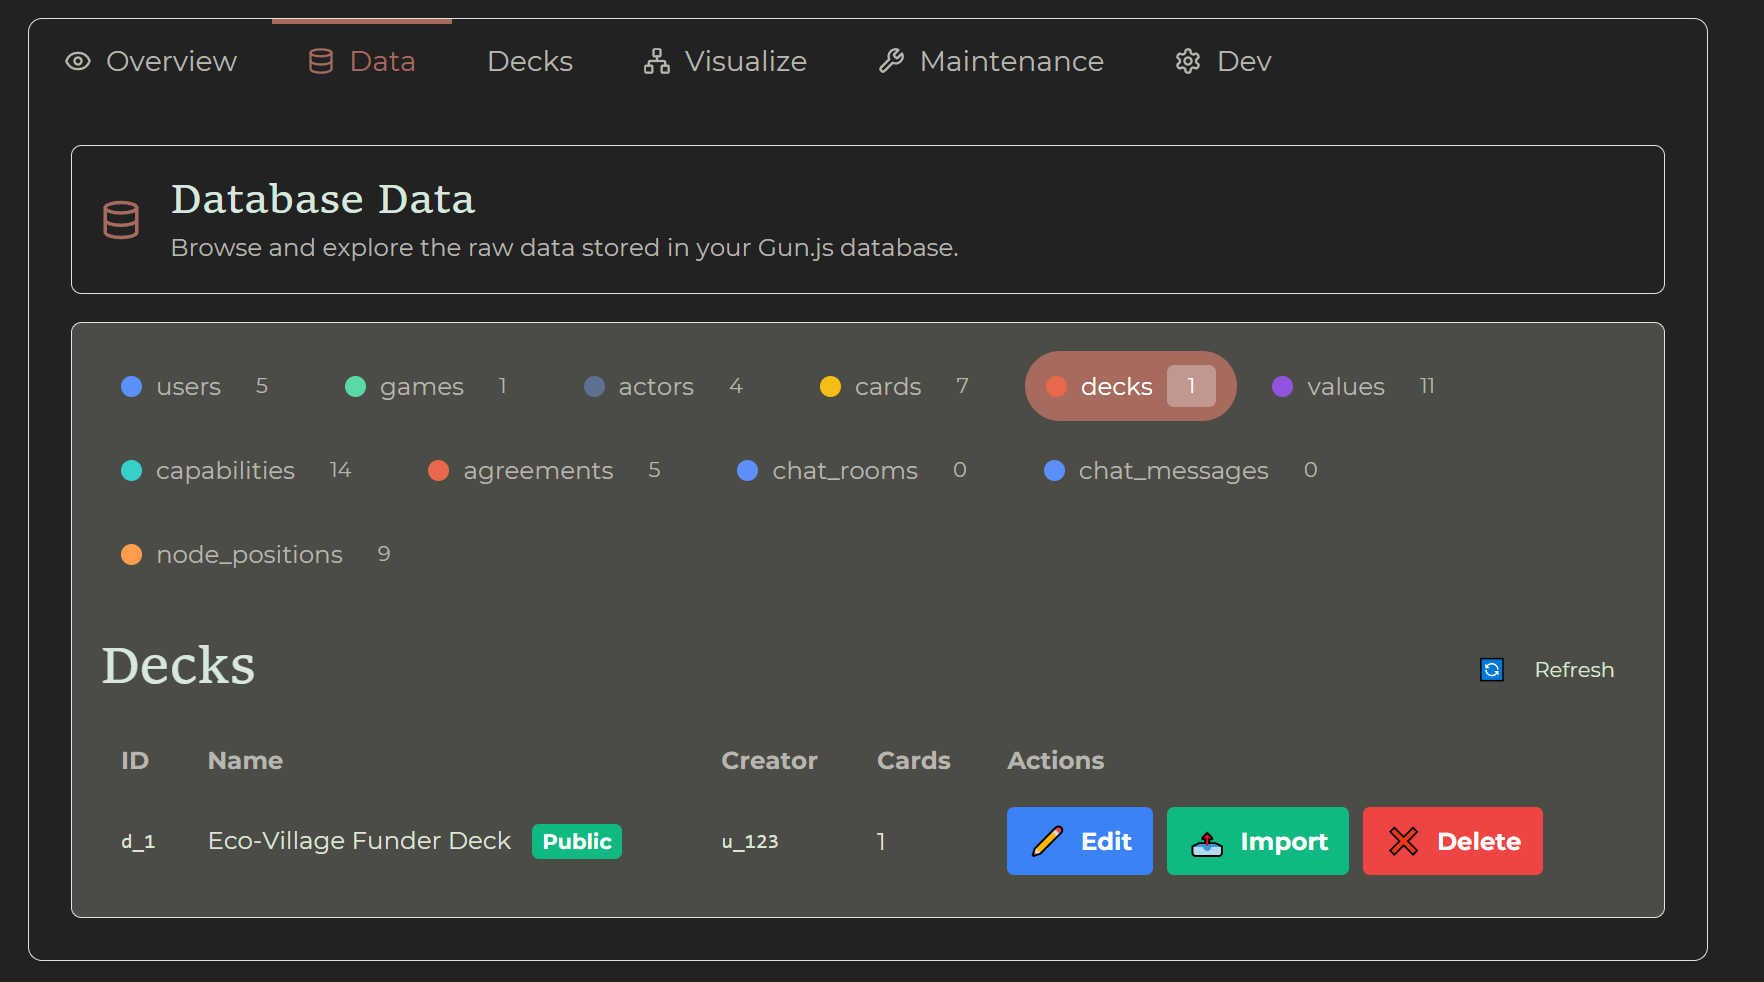 Overview Data Decks Visualize Maintenance Dev
Database Data
Browse and explore the raw data stored in your Gun.js database.
users 5 games 1 actors 4 cards 7 decks 1 values 11
capabilities 14 agreements 5 chat_rooms 0 chat_messages 0
node_positions 9
Decks
Refresh
ID Name Creator Cards Actions
d_1 Eco-Village Funder Deck Public u_123 1 Edit Import Delete